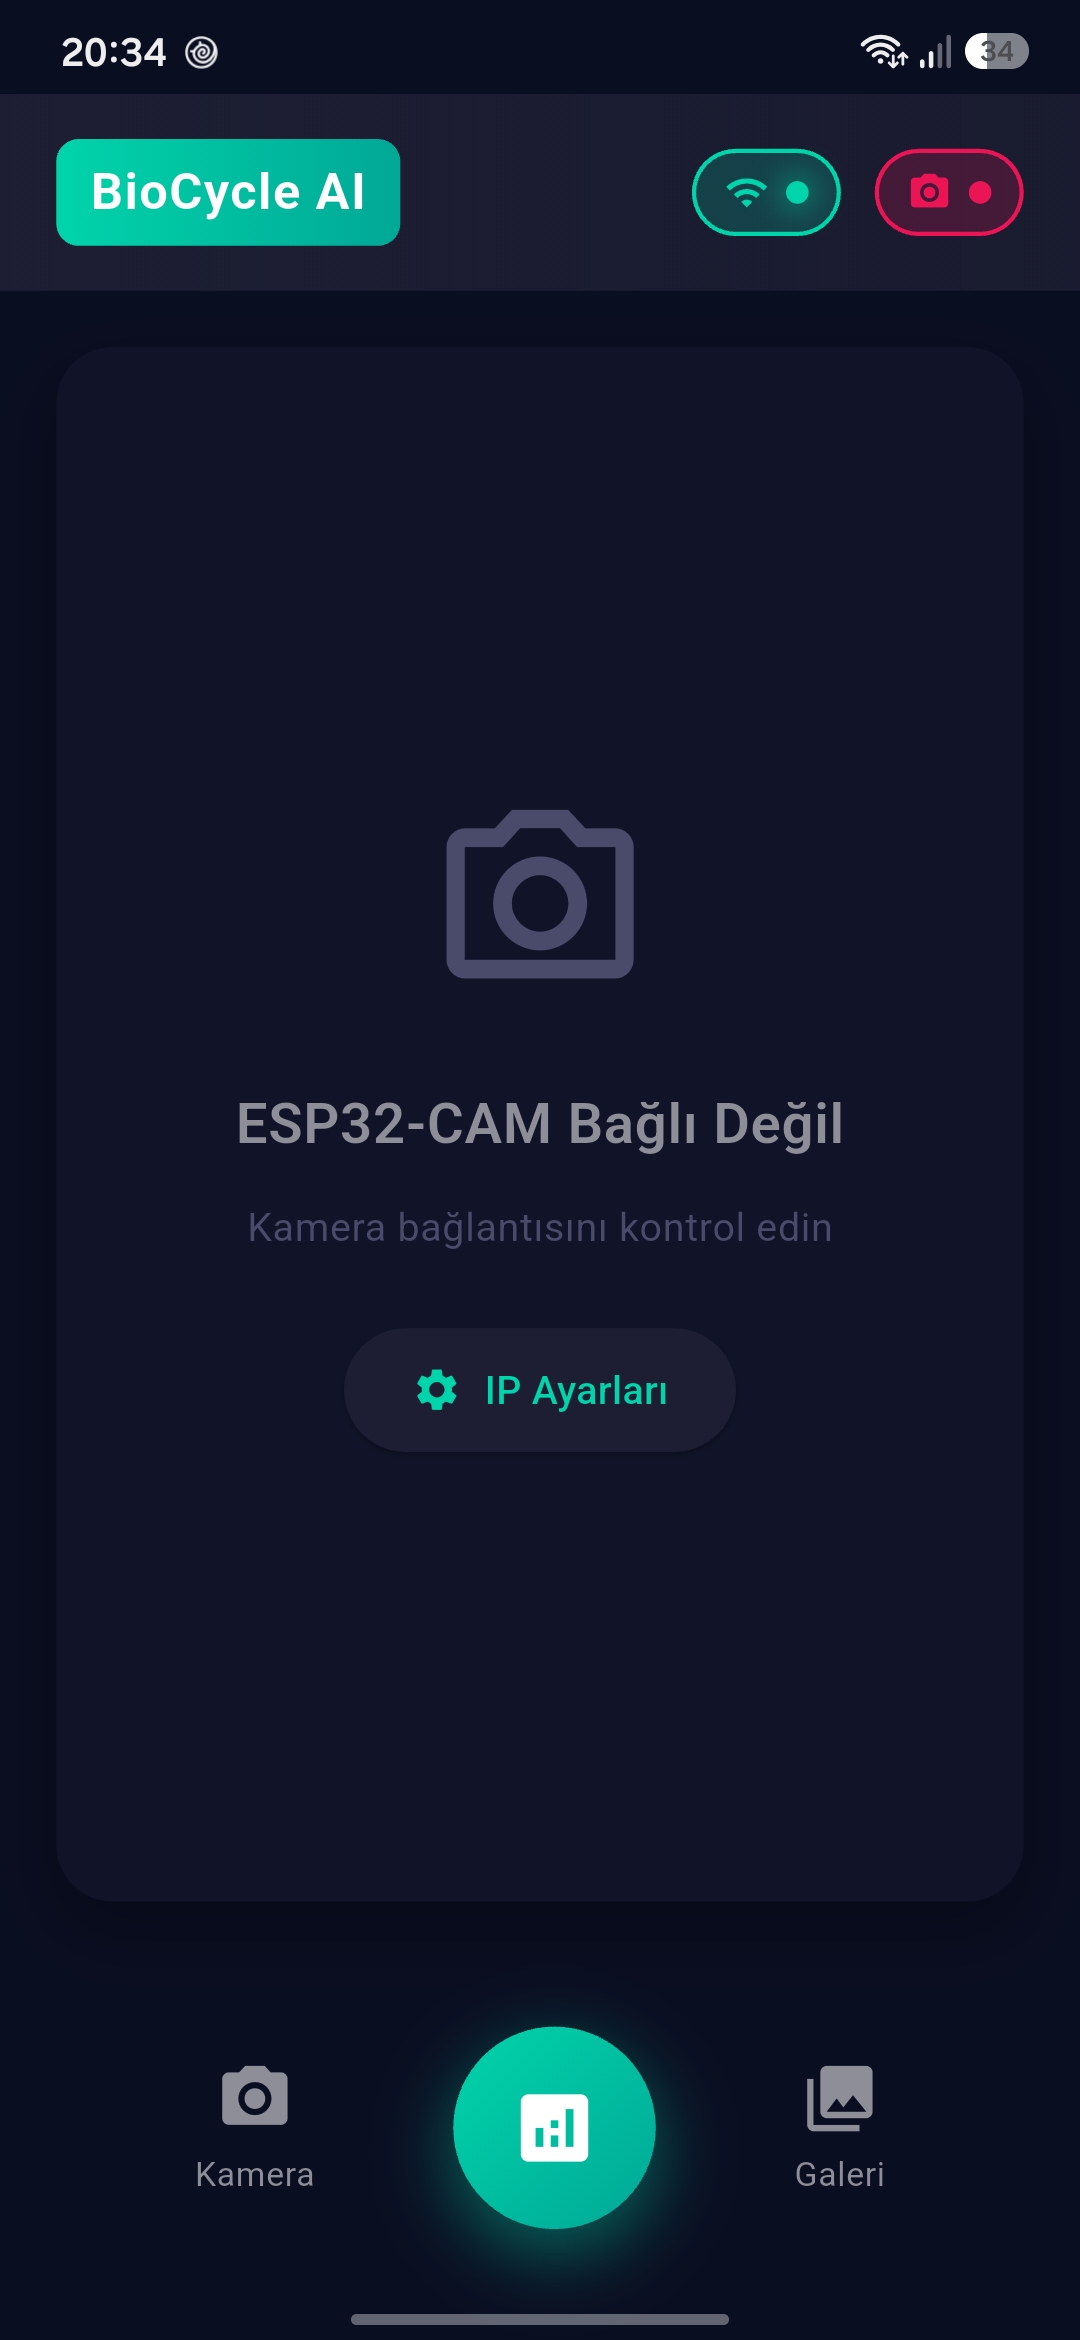 20:34
34
BioCycle AI
ESP32-CAM Bağlı Değil
Kamera bağlantısını kontrol edin
IP Ayarları
Kamera
Galeri